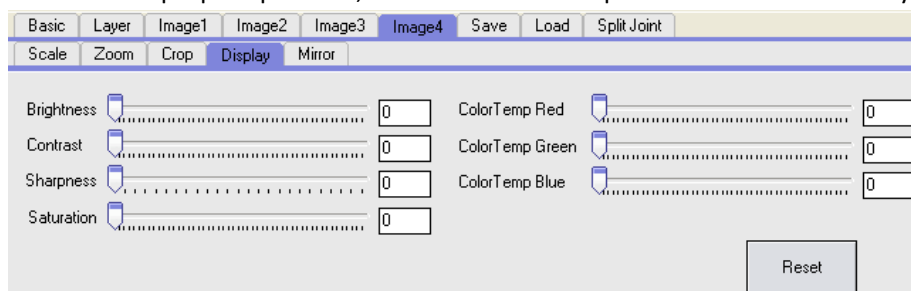 Basic Layer Image1 Image2 Image3 Image4 Save Load Split Joint
Scale Zoom Crop Display Mirror
Brightness 0 ColorTemp Red 0
Contrast 0 ColorTemp Green 0
Sharpness 0 ColorTemp Blue 0
Saturation 0
Reset